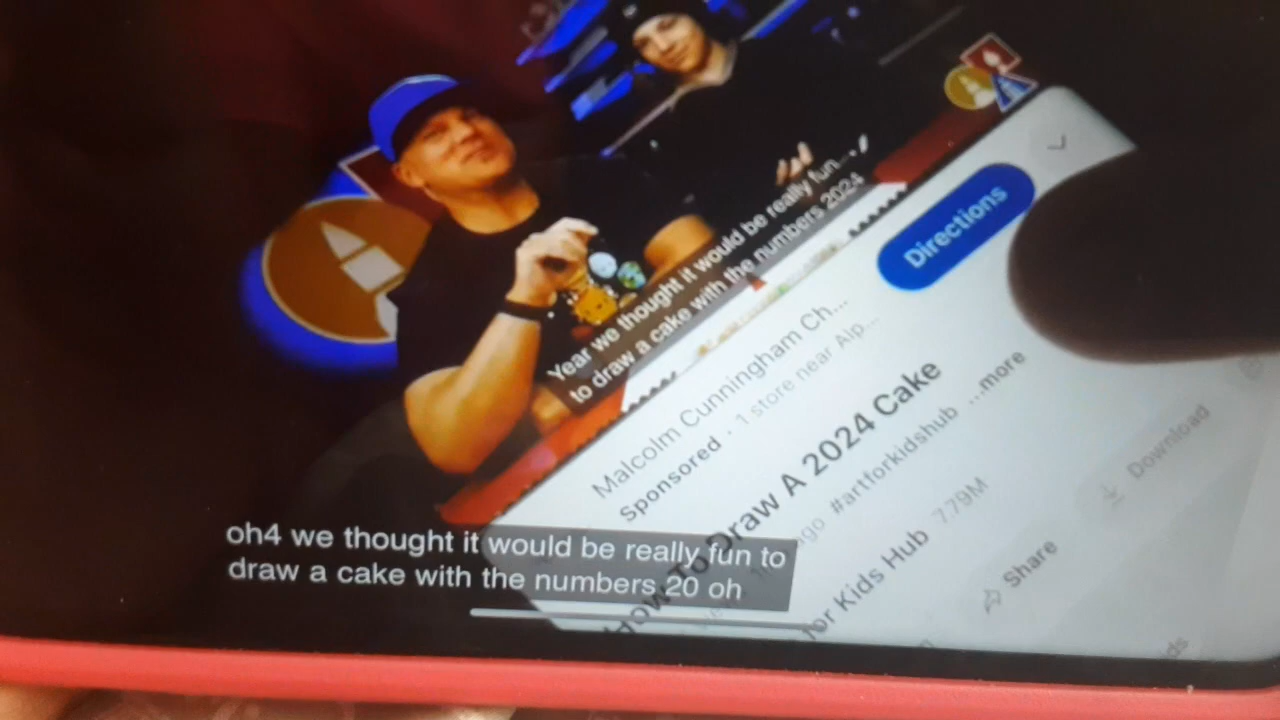 Year we thought it would be really fun
to draw a cake with the numbers 2024
Directions
Malcolm Cunningham Ch...
Sponsored · 1 store near Alp...
How To Draw A 2024 Cake
ago #artforkidshub ...more
for Kids Hub 7.79M
Share
Download
oh4 we thought it would be really fun to
draw a cake with the numbers 20 oh